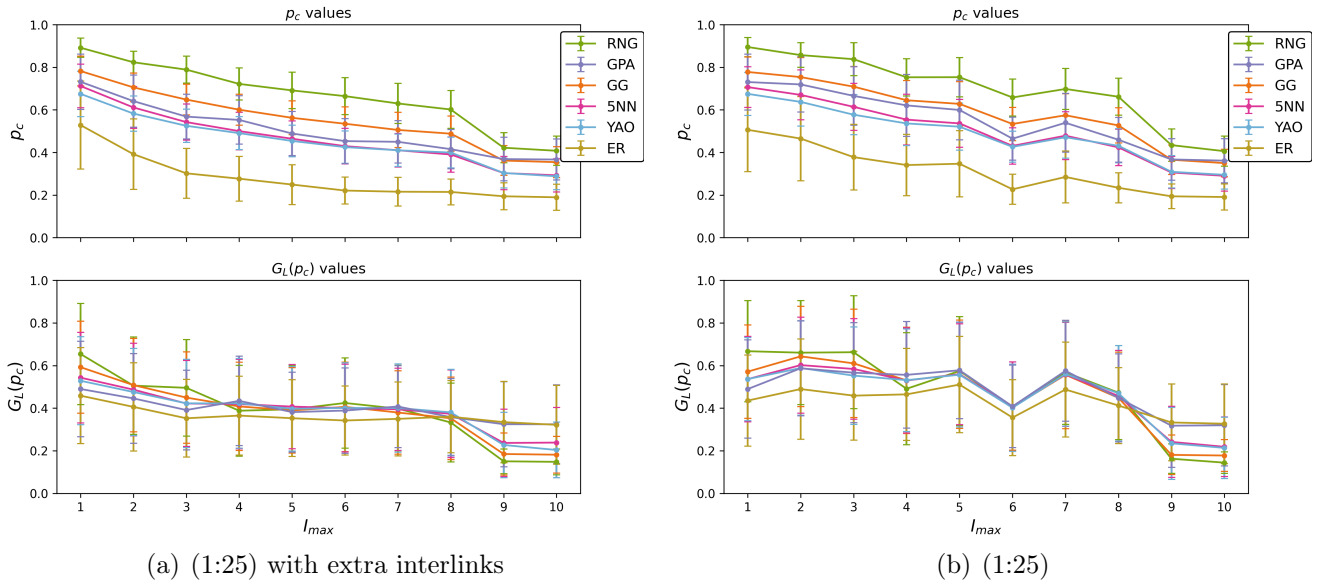 p_c values
1.0
0.8
0.6
0.4
0.2
0.0
p_c
RNG
GPA
GG
5NN
YAO
ER
G_L(p_c) values
1.0
0.8
0.6
0.4
0.2
0.0
G_L(p_c)
1 2 3 4 5 6 7 8 9 10
I_max
(a) (1:25) with extra interlinks
p_c values
1.0
0.8
0.6
0.4
0.2
0.0
p_c
RNG
GPA
GG
5NN
YAO
ER
G_L(p_c) values
1.0
0.8
0.6
0.4
0.2
0.0
G_L(p_c)
1 2 3 4 5 6 7 8 9 10
I_max
(b) (1:25)